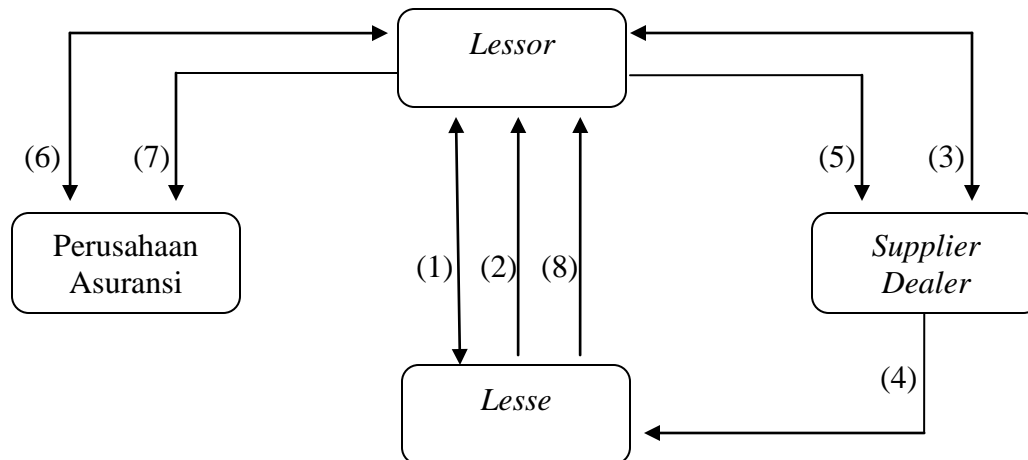 Lessor
(6)
(7)
(5)
(3)
Perusahaan
Asuransi
Supplier
Dealer
(1)
(2)
(8)
(4)
Lesse